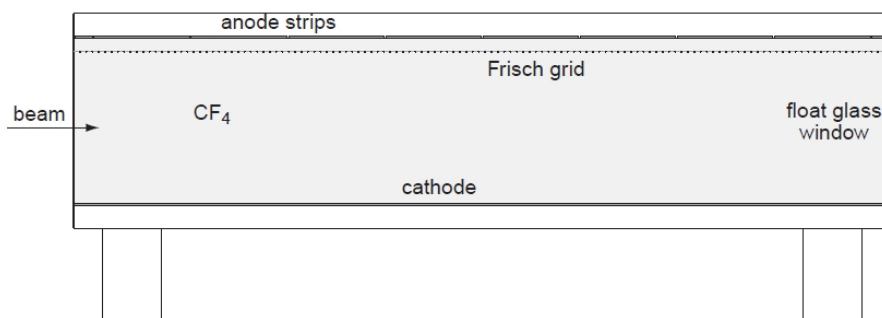 anode strips
Frisch grid
beam
CF4
float glass
window
cathode